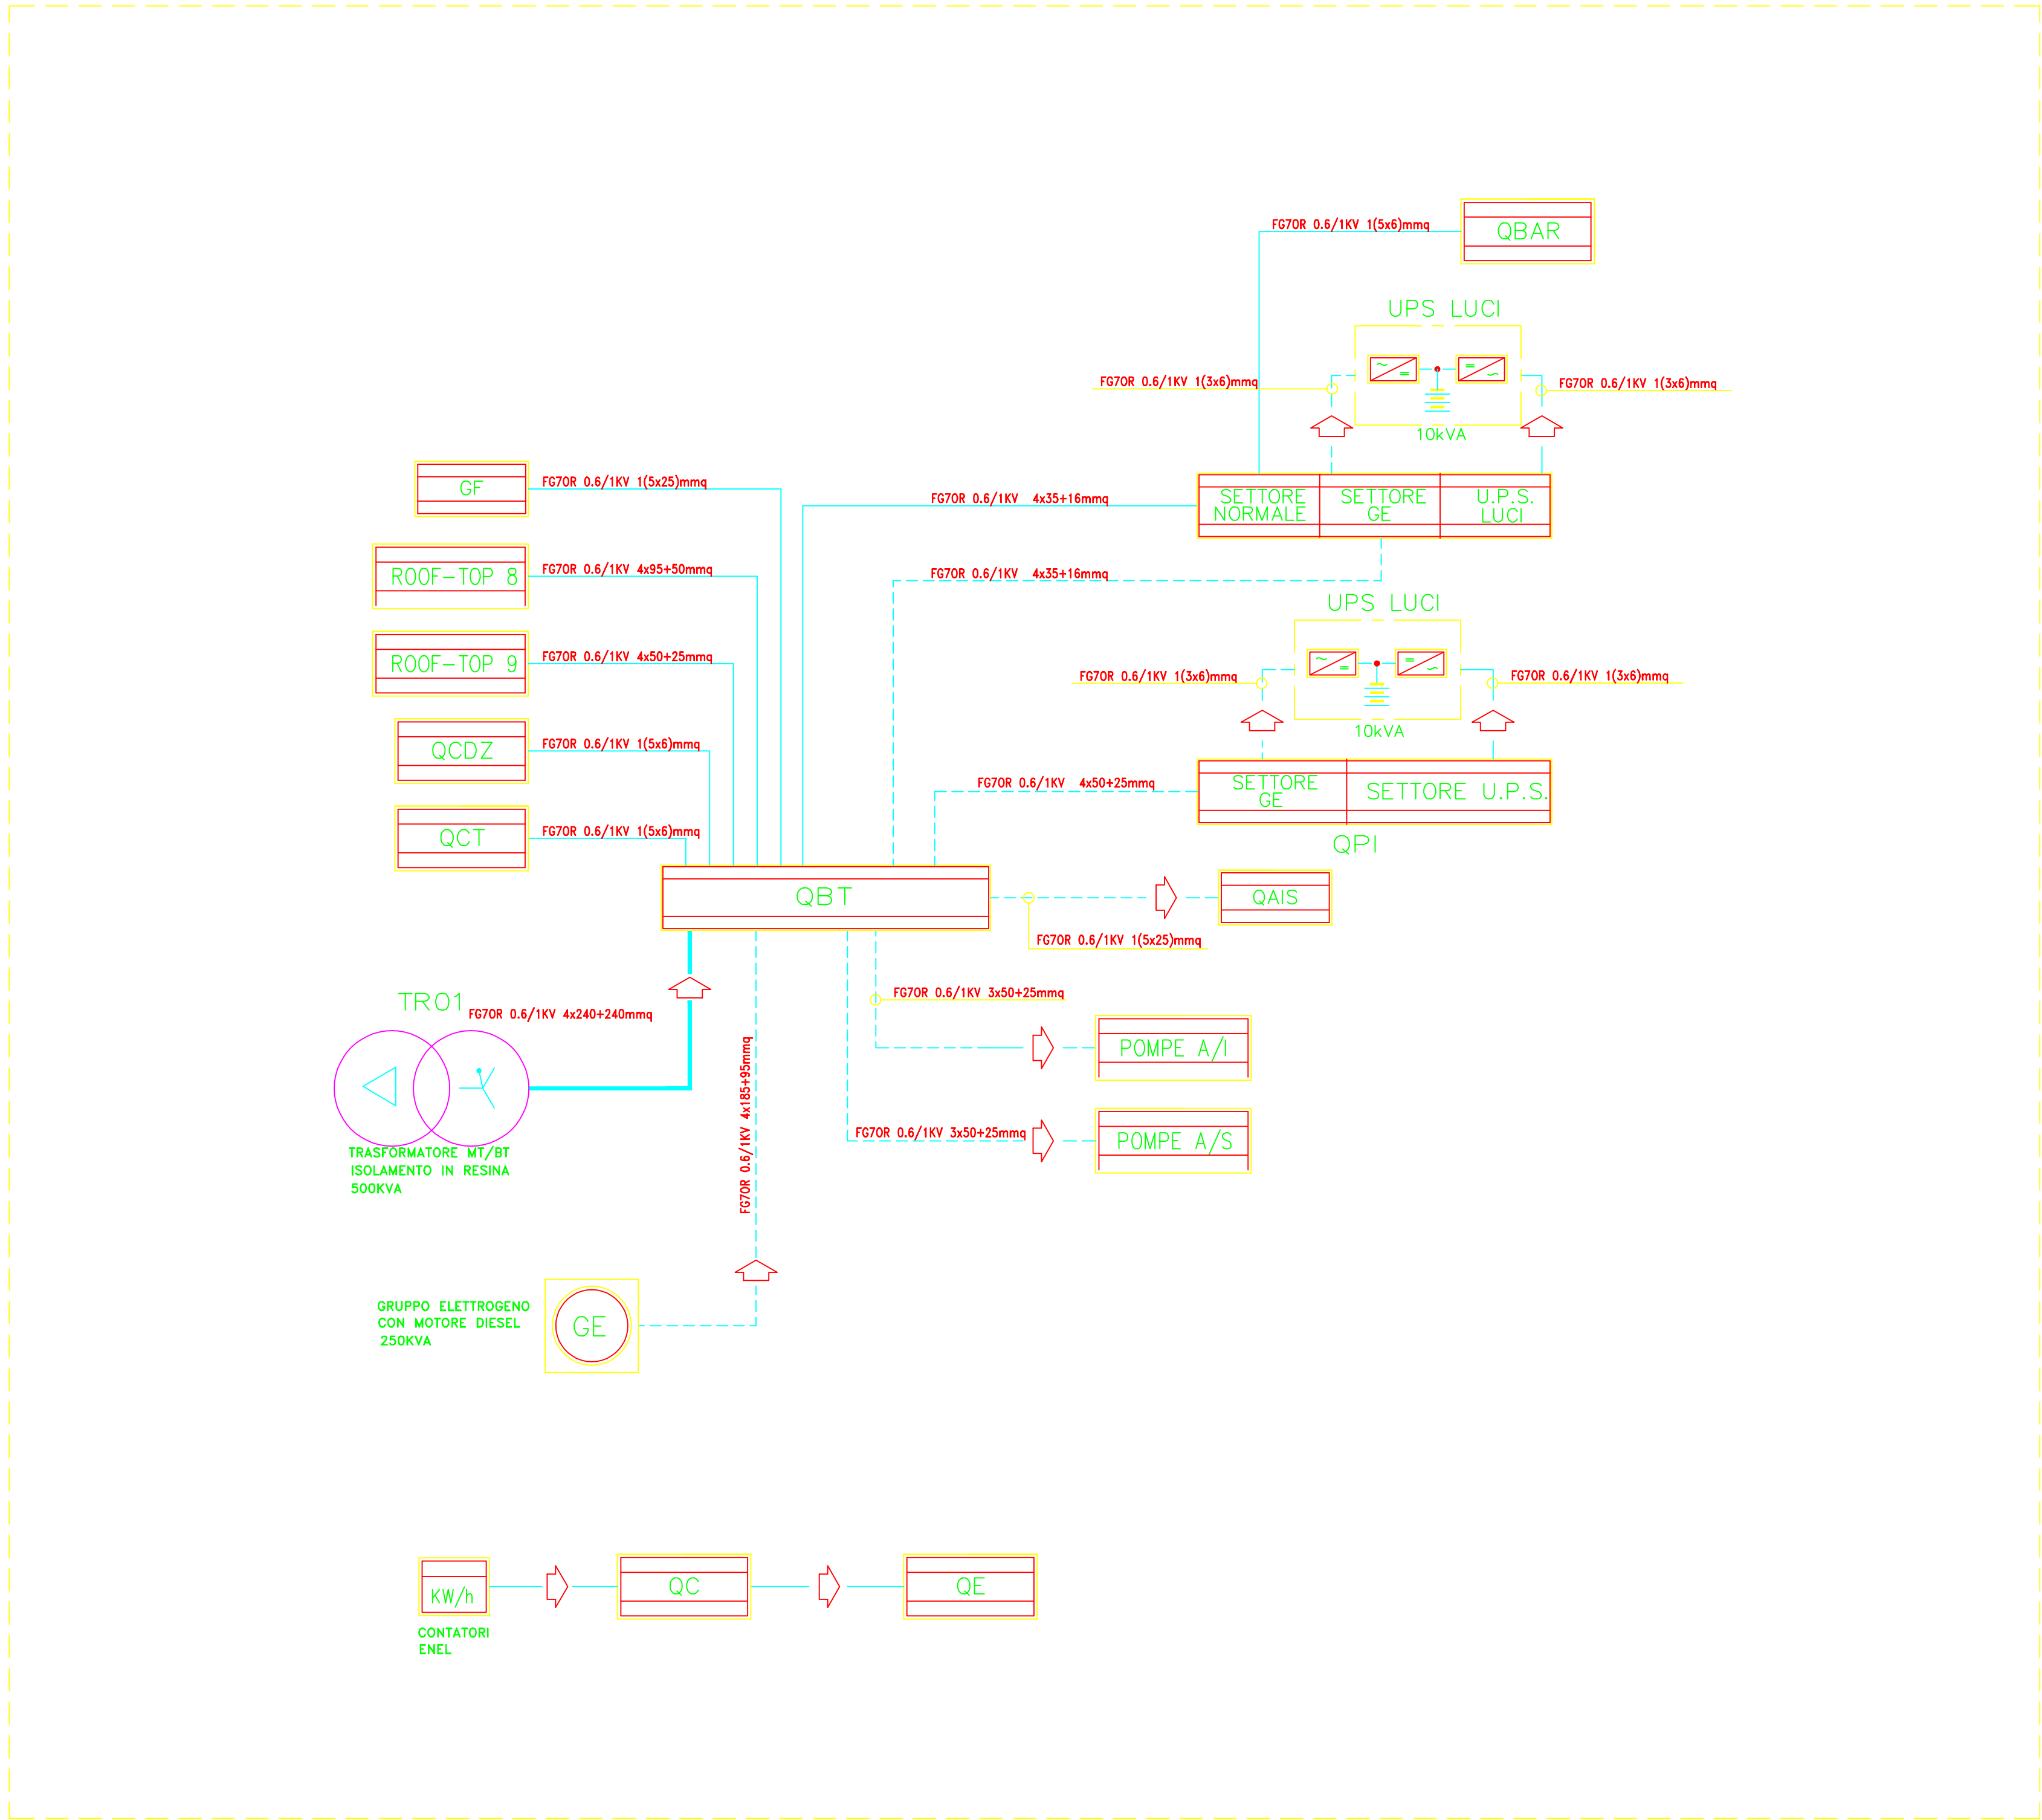 FG7OR 0.6/1KV 1(5x6)mmq
QBAR
UPS LUCI
FG7OR 0.6/1KV 1(3x6)mmq
FG7OR 0.6/1KV 1(3x6)mmq
10kVA
GF
FG7OR 0.6/1KV 1(5x25)mmq
FG7OR 0.6/1KV 4x35+16mmq
SETTORE
NORMALE
SETTORE
GE
U.P.S.
LUCI
ROOF-TOP 8
FG7OR 0.6/1KV 4x95+50mmq
FG7OR 0.6/1KV 4x35+16mmq
UPS LUCI
ROOF-TOP 9
FG7OR 0.6/1KV 4x50+25mmq
FG7OR 0.6/1KV 1(3x6)mmq
FG7OR 0.6/1KV 1(3x6)mmq
10kVA
QCDZ
FG7OR 0.6/1KV 1(5x6)mmq
FG7OR 0.6/1KV 4x50+25mmq
SETTORE
GE
SETTORE U.P.S.
QPI
QCT
FG7OR 0.6/1KV 1(5x6)mmq
QBT
QAIS
FG7OR 0.6/1KV 1(5x25)mmq
TR01
FG7OR 0.6/1KV 4x240+240mmq
FG7OR 0.6/1KV 3x50+25mmq
POMPE A/I
FG7OR 0.6/1KV 4x185+95mmq
FG7OR 0.6/1KV 3x50+25mmq
POMPE A/S
TRASFORMATORE MT/BT
ISOLAMENTO IN RESINA
500KVA
GRUPPO ELETTROGENO
CON MOTORE DIESEL
250KVA
GE
KW/h
QC
QE
CONTATORI
ENEL